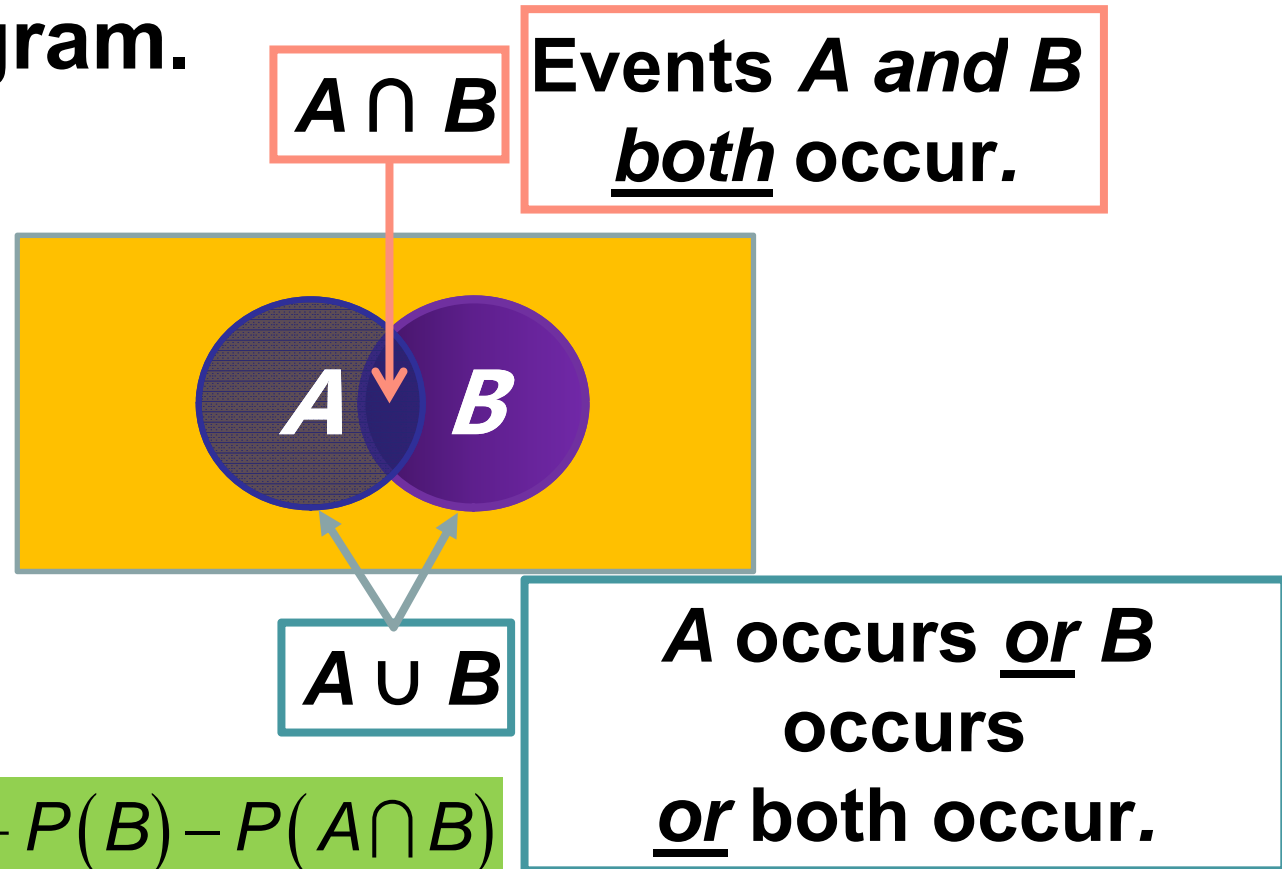 gram.
A ∩ B
Events A and B
both occur.
A B
A ∪ B
A occurs or B
occurs
or both occur.
P(B) – P(A∩B)